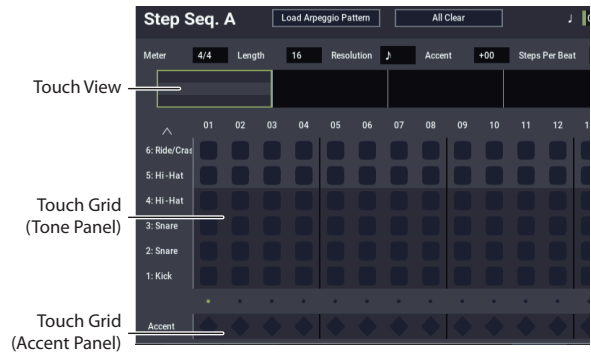 Step Seq. A
Load Arpeggio Pattern
All Clear
Meter 4/4 Length 16 Resolution ♪ Accent +00 Steps Per Beat
Touch View
01 02 03 04 05 06 07 08 09 10 11 12
6: Ride/Cras
5: Hi-Hat
4: Hi-Hat
Touch Grid
(Tone Panel)
3: Snare
2: Snare
1: Kick
Touch Grid
(Accent Panel)
Accent